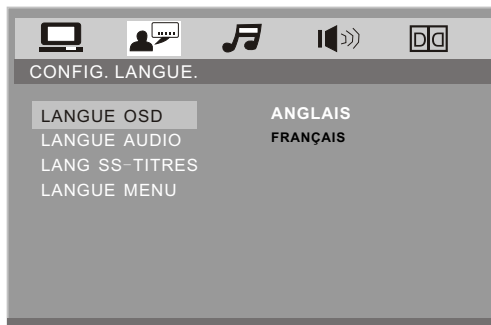 CONFIG. LANGUE.
LANGUE OSD ANGLAIS
LANGUE AUDIO FRANÇAIS
LANG SS-TITRES
LANGUE MENU